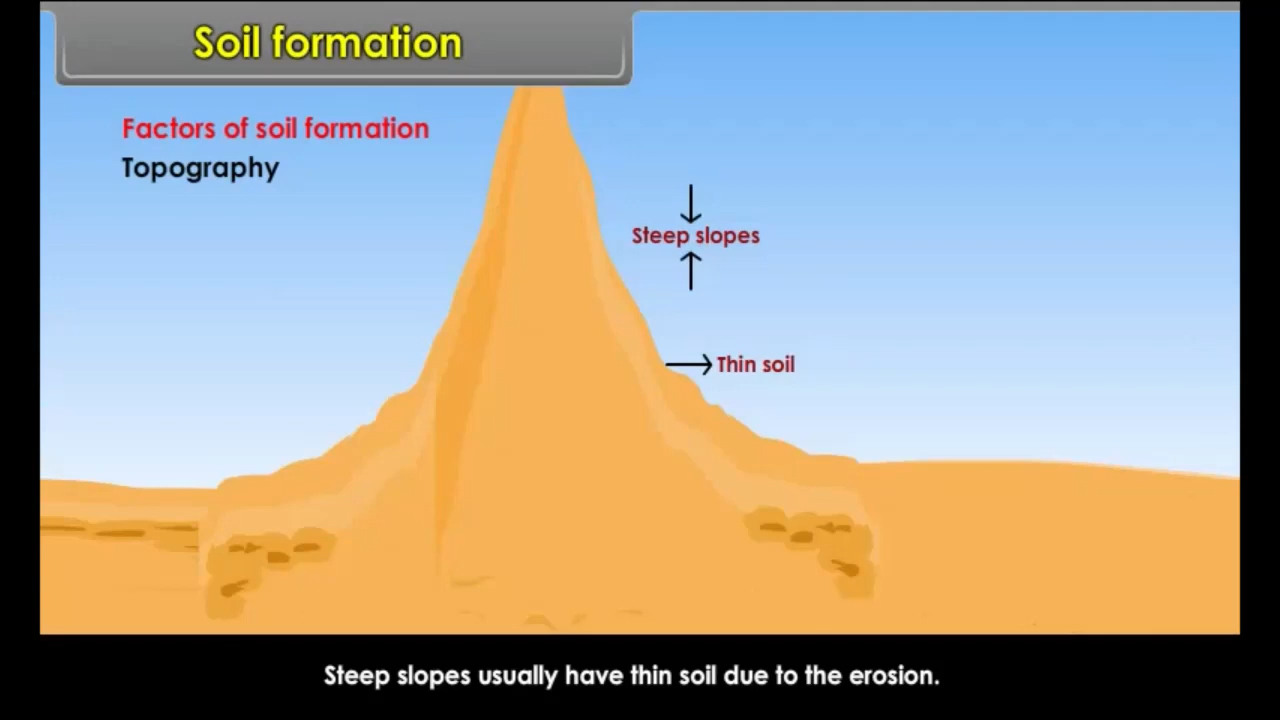 Soil formation
Factors of soil formation
Topography
Steep slopes
Thin soil
Steep slopes usually have thin soil due to the erosion.